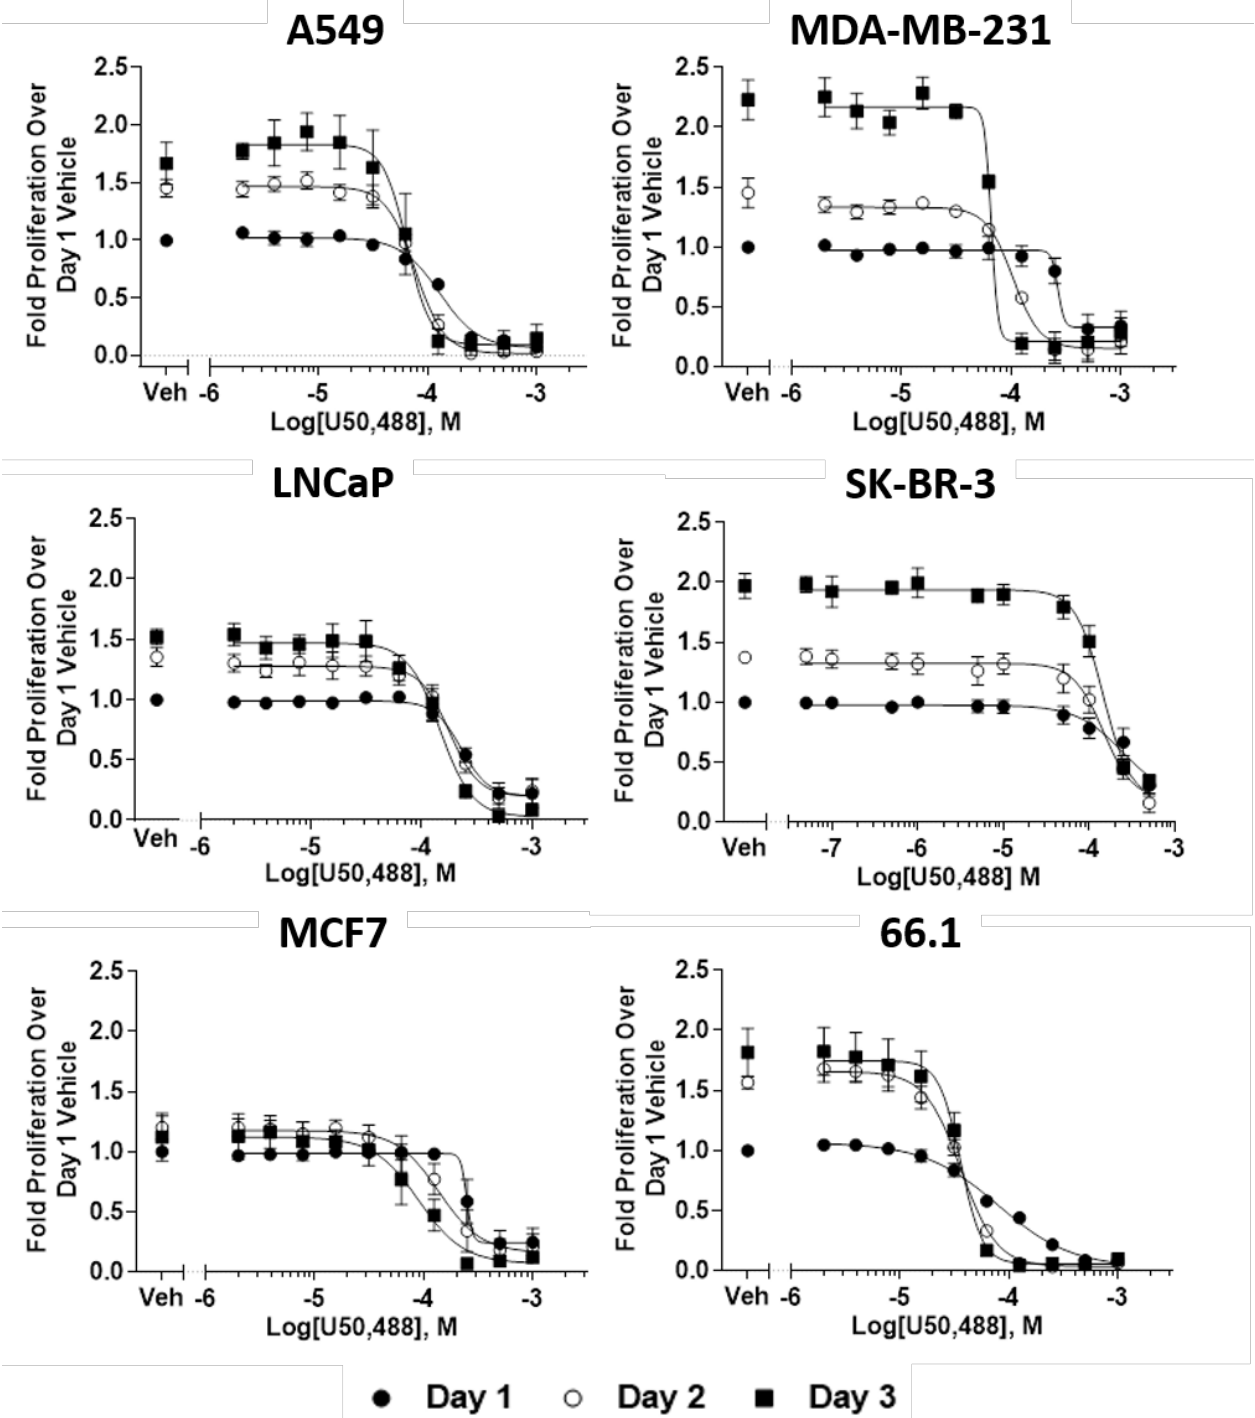 A549
MDA-MB-231
2.5
2.0
1.5
1.0
0.5
0.0
Fold Proliferation Over
Day 1 Vehicle
Veh -6 -5 -4 -3
Log[U50,488], M
2.5
2.0
1.5
1.0
0.5
0.0
Fold Proliferation Over
Day 1 Vehicle
Veh -6 -5 -4 -3
Log[U50,488], M
LNCaP
SK-BR-3
2.5
2.0
1.5
1.0
0.5
0.0
Fold Proliferation Over
Day 1 Vehicle
Veh -6 -5 -4 -3
Log[U50,488], M
2.5
2.0
1.5
1.0
0.5
0.0
Fold Proliferation Over
Day 1 Vehicle
Veh -7 -6 -5 -4 -3
Log[U50,488] M
MCF7
66.1
2.5
2.0
1.5
1.0
0.5
0.0
Fold Proliferation Over
Day 1 Vehicle
Veh -6 -5 -4 -3
Log[U50,488], M
2.5
2.0
1.5
1.0
0.5
0.0
Fold Proliferation Over
Day 1 Vehicle
Veh -6 -5 -4 -3
Log[U50,488], M
Day 1 Day 2 Day 3